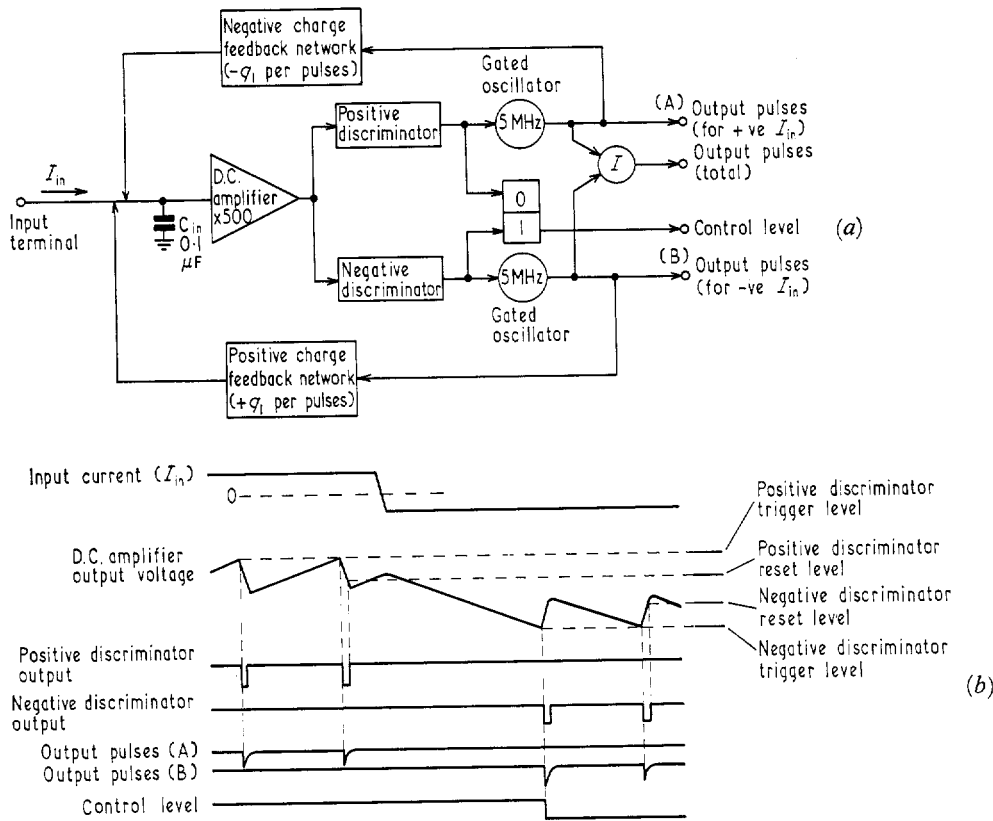 Negative charge
feedback network
(−q₁ per pulses)
Gated
oscillator
Positive
discriminator
5 MHz
(A)
Output pulses
(for +ve Iin)
Iin
D.C.
amplifier
x500
I
Output pulses
(total)
0
1
Input
terminal
Cin
0·1
μF
Control level
(a)
Negative
discriminator
5MHz
(B)
Output pulses
(for -ve Iin)
Gated
oscillator
Positive charge
feedback network
(+q₁ per pulses)
Input current (Iin)
0
Positive discriminator
trigger level
D.C. amplifier
output voltage
Positive discriminator
reset level
Negative discriminator
reset level
Negative discriminator
trigger level
Positive discriminator
output
(b)
Negative discriminator
output
Output pulses (A)
Output pulses (B)
Control level